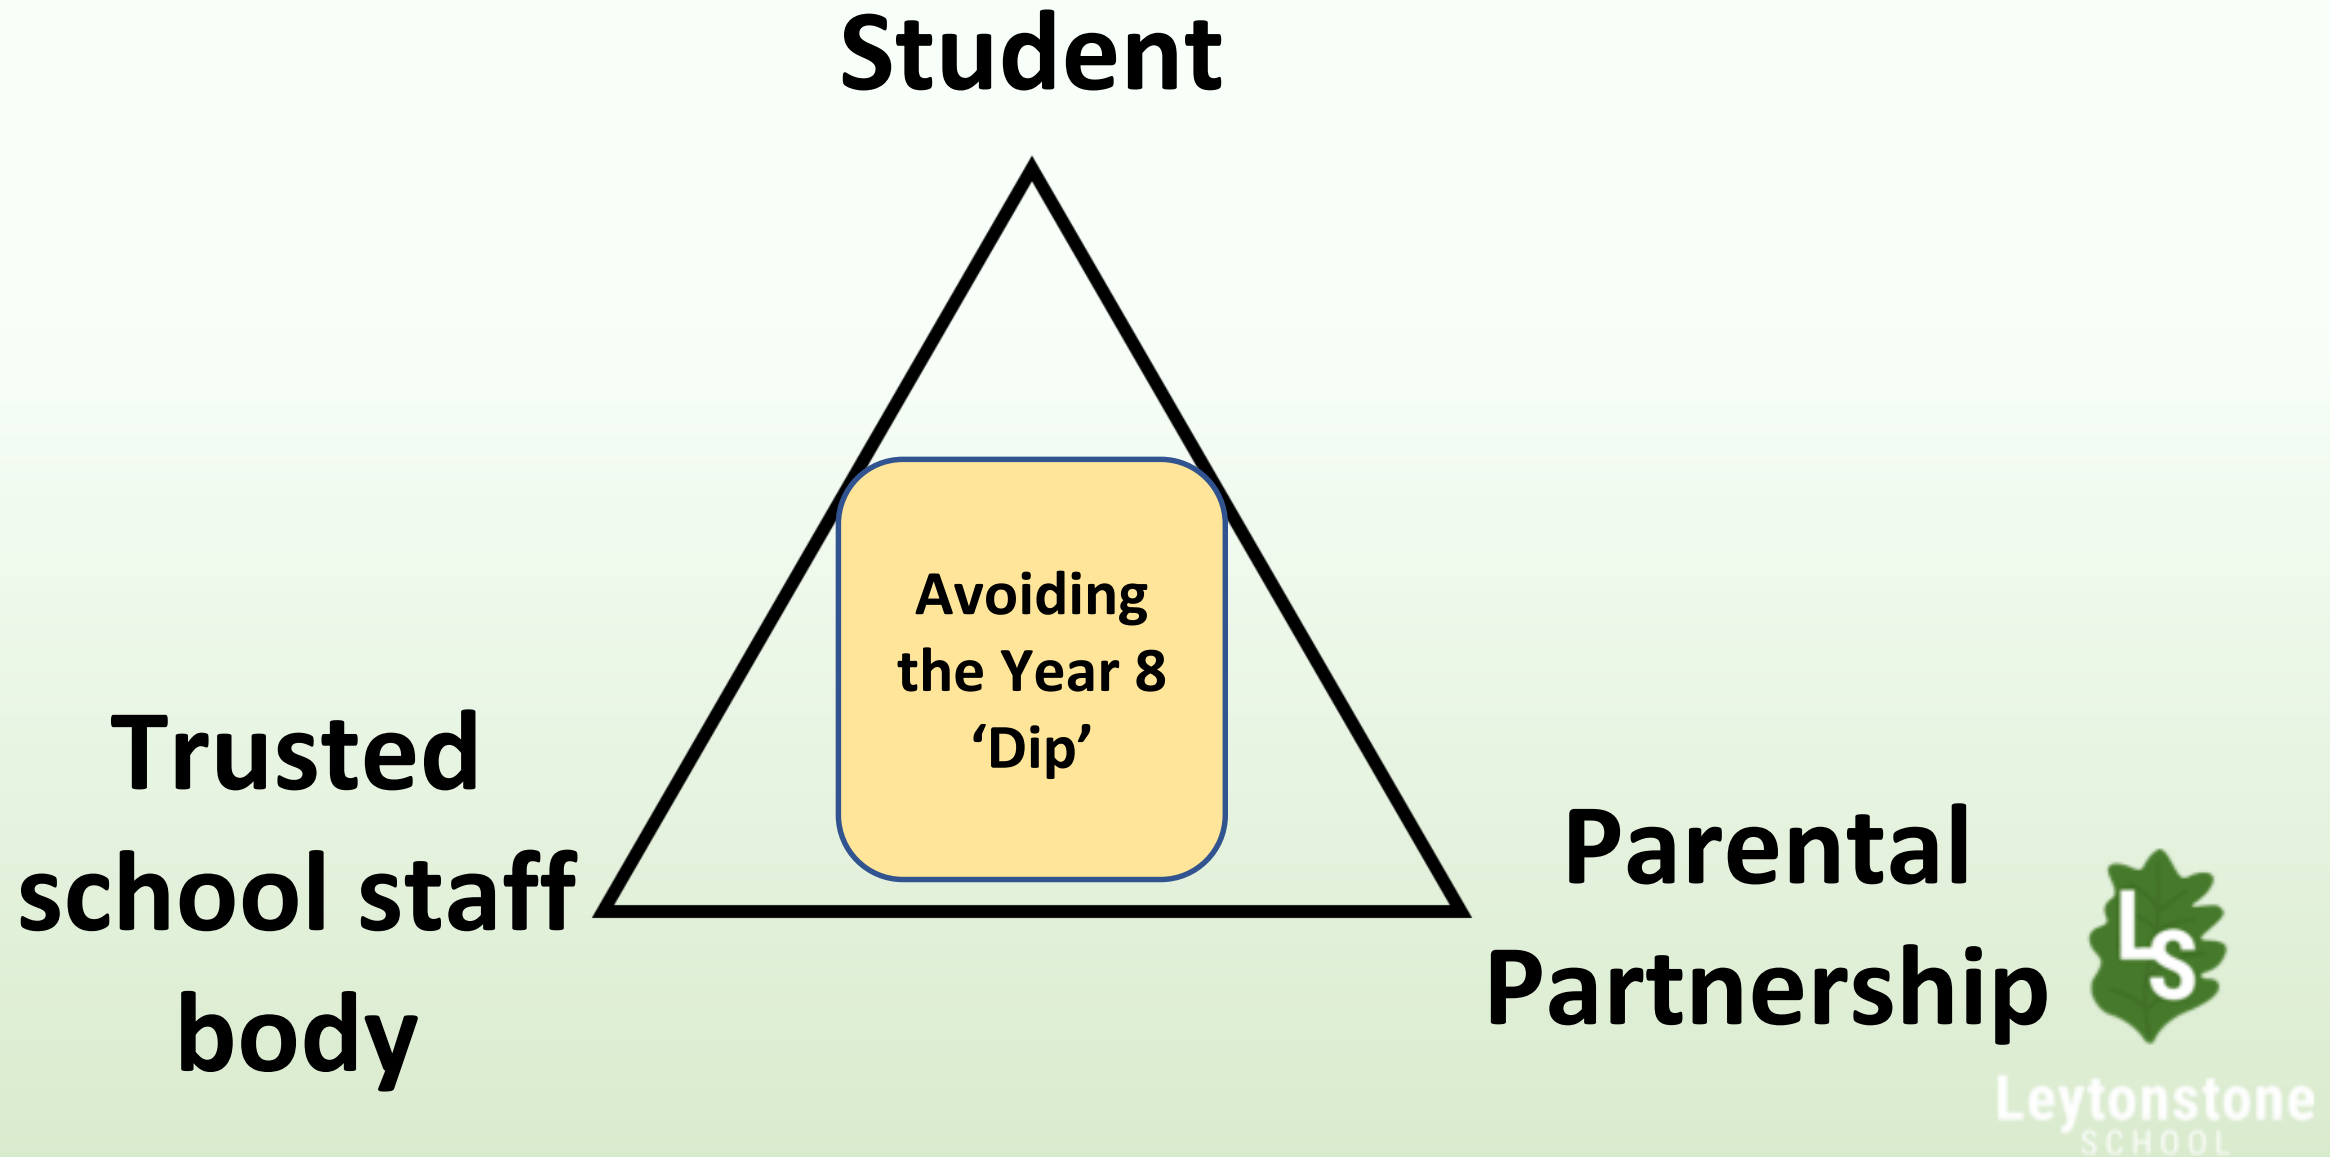 Student
Avoiding
the Year 8
‘Dip’
Trusted
school staff
body
Parental
Partnership
LS
Leytonstone
SCHOOL